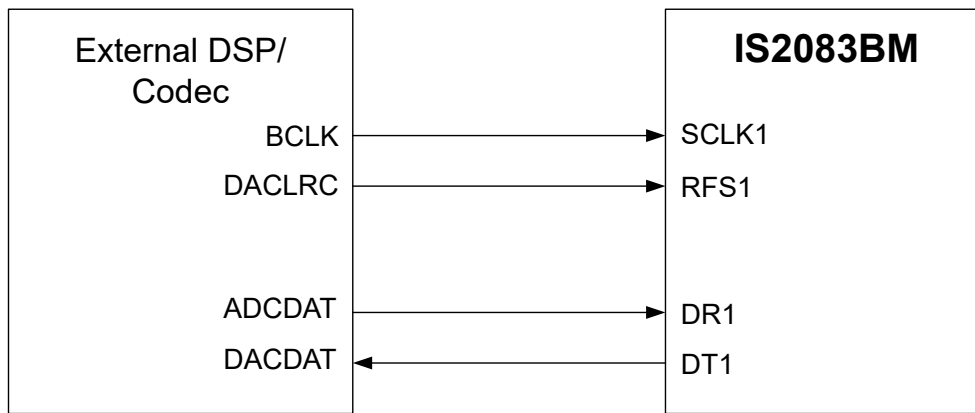 External DSP/
Codec
BCLK
DACLRC
ADCDAT
DACDAT
IS2083BM
SCLK1
RFS1
DR1
DT1